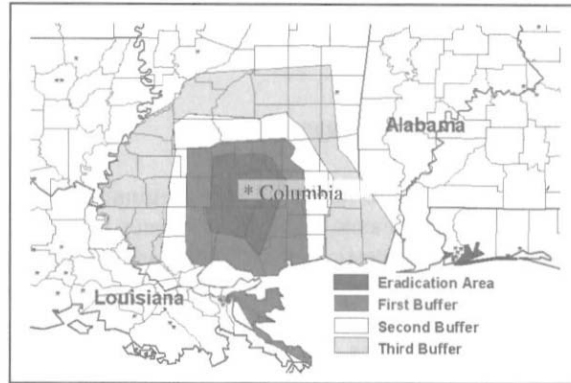 Alabama
* Columbia
Louisiana
Eradication Area
First Buffer
Second Buffer
Third Buffer